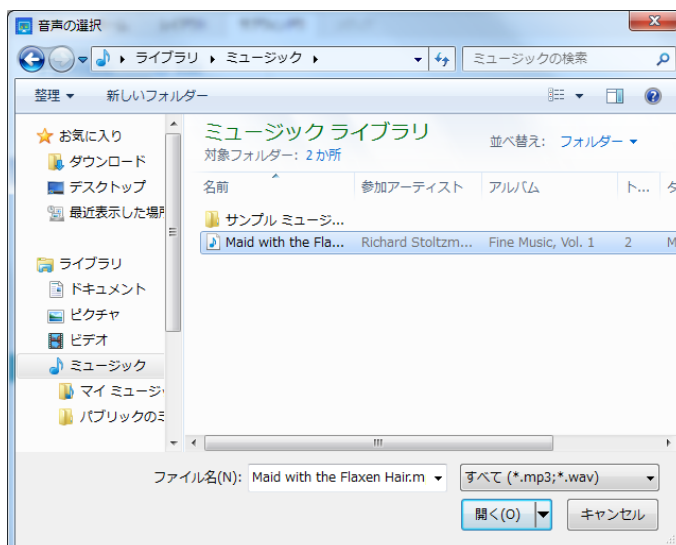 音声の選択
ライブラリ ミュージック
ミュージックの検索
整理 新しいフォルダー
お気に入り
ダウンロード
デスクトップ
最近表示した場所
ライブラリ
ドキュメント
ピクチャ
ビデオ
ミュージック
マイ ミュージ
パブリックのミ
ミュージック ライブラリ
対象フォルダー: 2 か所
並べ替え: フォルダー
名前 参加アーティスト アルバム ト... タ
サンプル ミュージ...
Maid with the Fla... Richard Stoltzm... Fine Music, Vol. 1 2 M
ファイル名(N): Maid with the Flaxen Hair.m すべて (*.mp3;*.wav)
開く(O) キャンセル